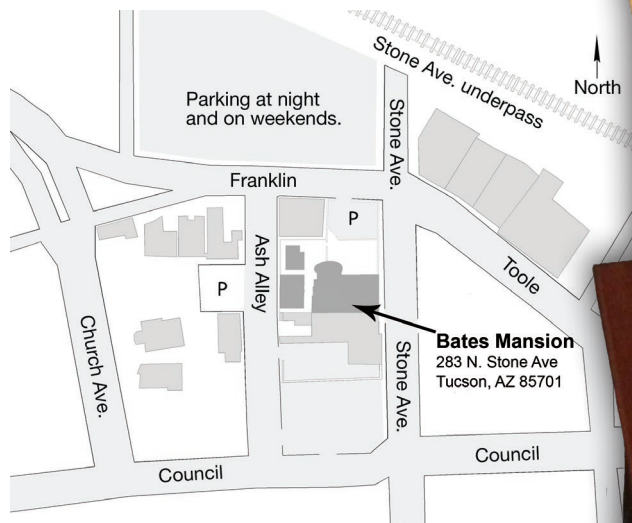 Stone Ave. underpass
North
Parking at night
and on weekends.
Stone Ave.
Franklin
P
Ash Alley
Toole
P
Church Ave.
Bates Mansion
283 N. Stone Ave
Tucson, AZ 85701
Stone Ave.
Council
Council